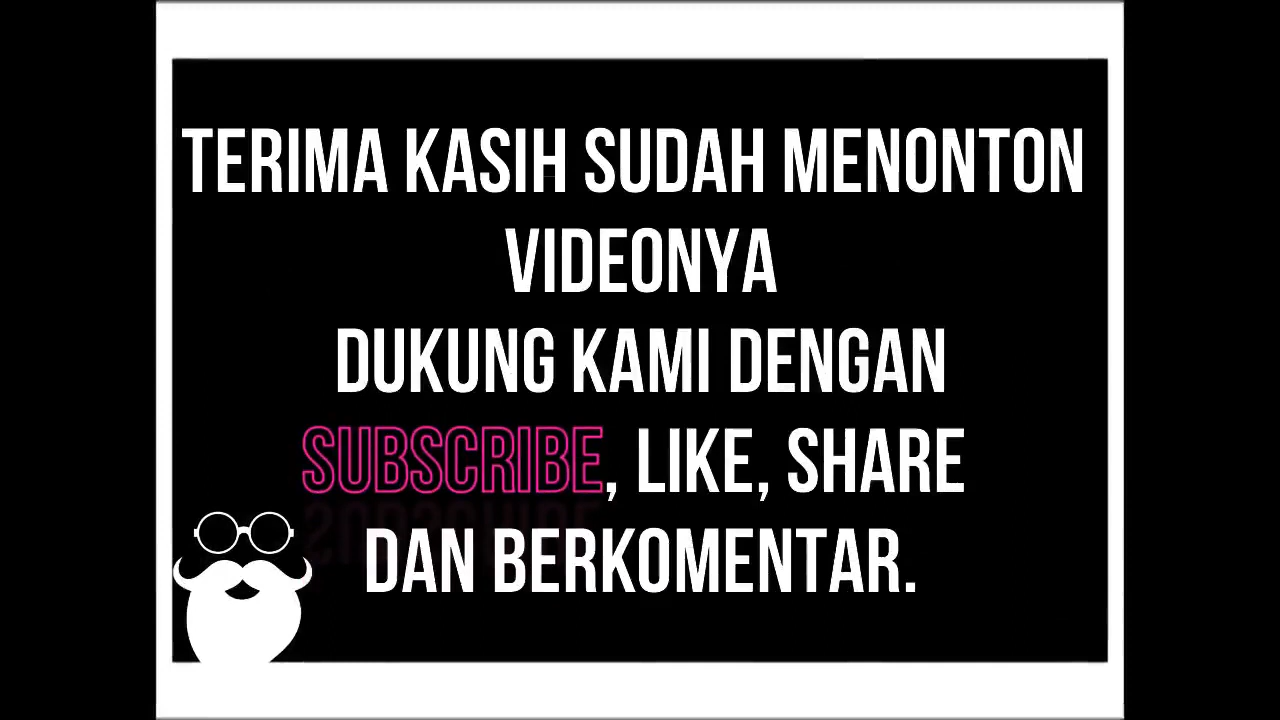 TERIMA KASIH SUDAH MENONTON
VIDEONYA
DUKUNG KAMI DENGAN
SUBSCRIBE, LIKE, SHARE
DAN BERKOMENTAR.